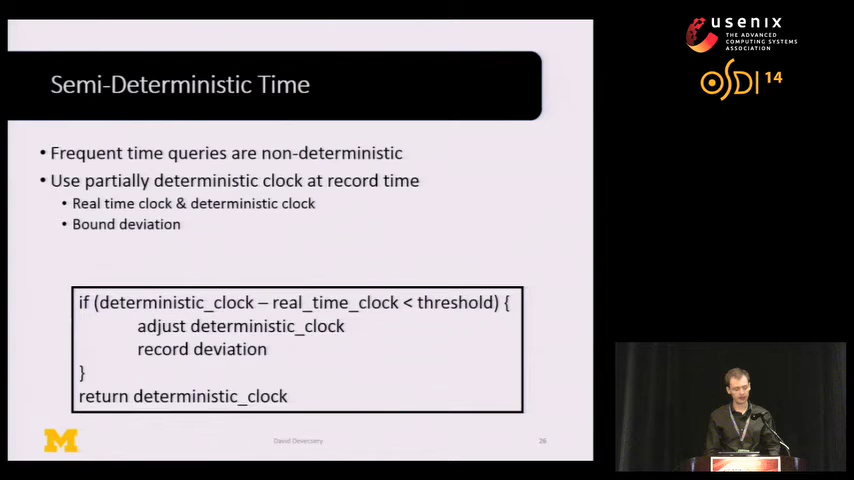 usenix
THE ADVANCED
COMPUTING SYSTEMS
ASSOCIATION
OSDI 14
Semi-Deterministic Time
• Frequent time queries are non-deterministic
• Use partially deterministic clock at record time
• Real time clock & deterministic clock
• Bound deviation
if (deterministic_clock – real_time_clock < threshold) {
adjust deterministic_clock
record deviation
}
return deterministic_clock
M
David Devecsery
26